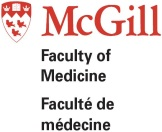 McGill
Faculty of
Medicine
Faculté de
médecine